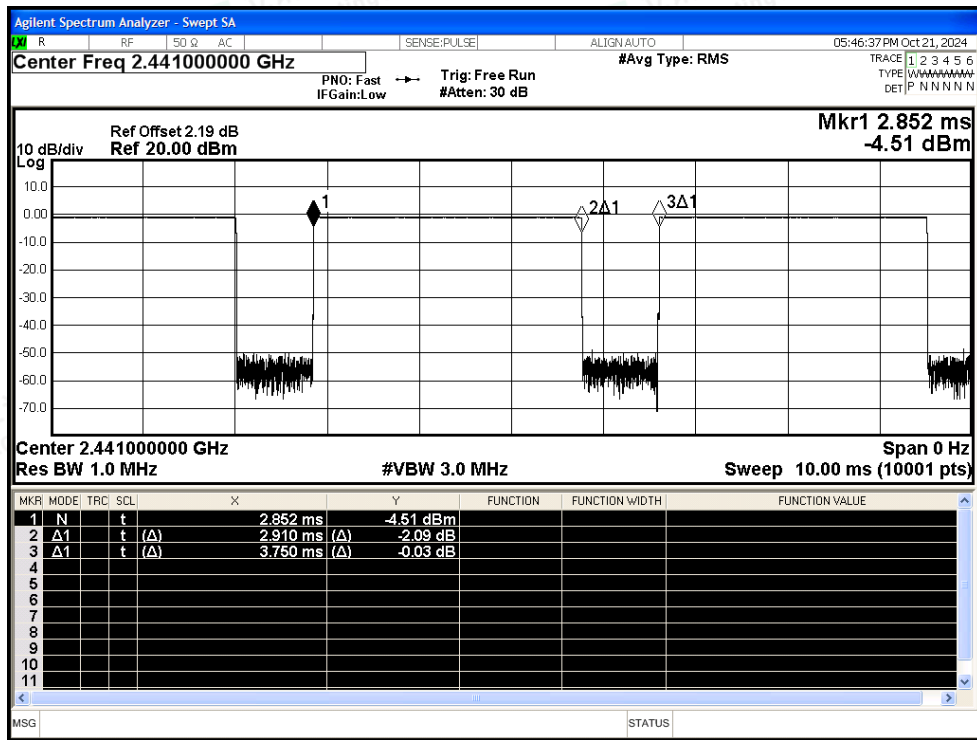 Agilent Spectrum Analyzer - Swept SA
LXI R RF 50 Ω AC SENSE:PULSE ALIGN AUTO 05:46:37 PM Oct 21, 2024
Center Freq 2.441000000 GHz #Avg Type: RMS TRACE 1 2 3 4 5 6
PNO: Fast Trig: Free Run TYPE W
IFGain:Low #Atten: 30 dB DET P N N N N N
Mkr1 2.852 ms
Ref Offset 2.19 dB
10 dB/div Ref 20.00 dBm -4.51 dBm
Log
10.0
1 2Δ1 3Δ1
0.00
-10.0
-20.0
-30.0
-40.0
-50.0
-60.0
-70.0
Center 2.441000000 GHz Span 0 Hz
Res BW 1.0 MHz #VBW 3.0 MHz Sweep 10.00 ms (10001 pts)
MKR MODE TRC SCL X Y FUNCTION FUNCTION WIDTH FUNCTION VALUE
1 N t 2.852 ms -4.51 dBm
2 Δ1 t (Δ) 2.910 ms (Δ) -2.09 dB
3 Δ1 t (Δ) 3.750 ms (Δ) -0.03 dB
4
5
6
7
8
9
10
11
MSG STATUS